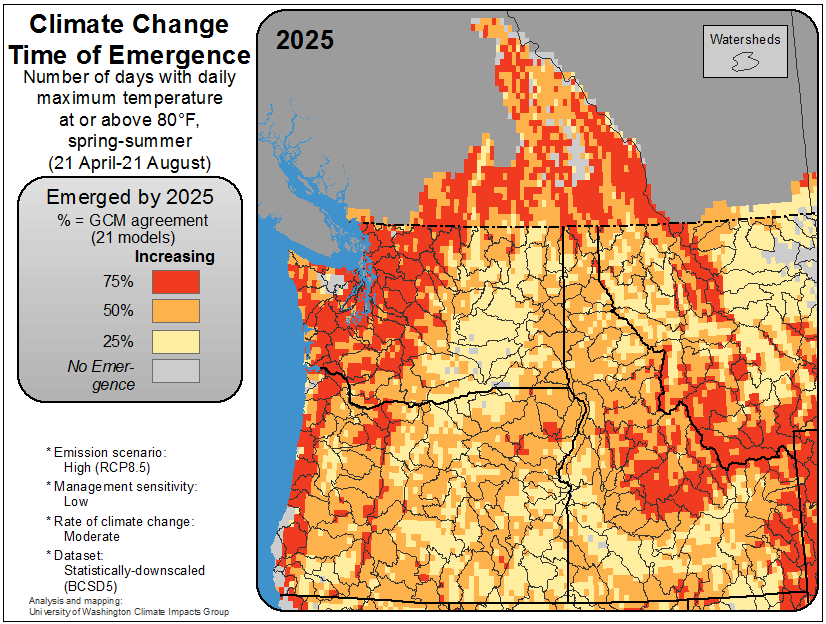 Climate Change
Time of Emergence
Number of days with daily
maximum temperature
at or above 80°F,
spring-summer
(21 April-21 August)
Emerged by 2025
% = GCM agreement
(21 models)
Increasing
75%
50%
25%
No Emer-
gence
* Emission scenario:
High (RCP8.5)
* Management sensitivity:
Low
* Rate of climate change:
Moderate
* Dataset:
Statistically-downscaled
(BCSD5)
Analysis and mapping:
University of Washington Climate Impacts Group
2025
Watersheds